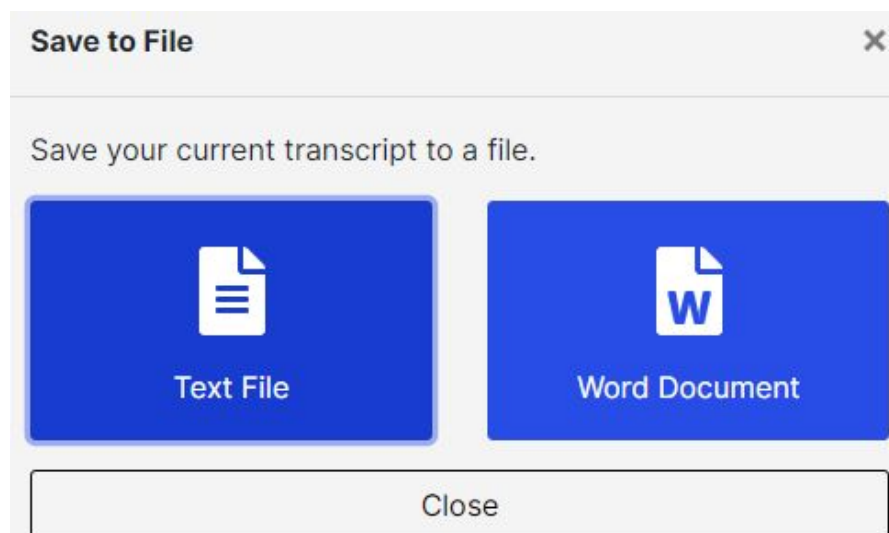 Save to File ×
Save your current transcript to a file.
W
Text File Word Document
Close